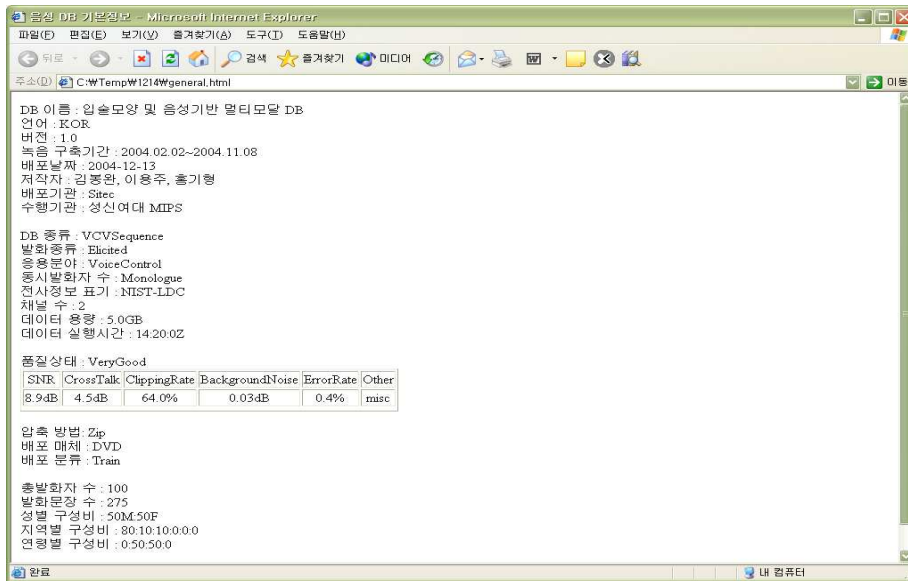 음성 DB 기본정보 - Microsoft Internet Explorer
파일(F) 편집(E) 보기(V) 즐겨찾기(A) 도구(T) 도움말(H)
뒤로 검색 즐겨찾기 미디어
주소(D) C:\Temp\1214\general.html 이동
DB 이름 : 입술모양 및 음성기반 멀티모달 DB
언어 : KOR
버전 : 1.0
녹음 구축기간 : 2004.02.02~2004.11.08
배포날짜 : 2004-12-13
저작자 : 김봉완, 이용주, 홍기형
배포기관 : Sitec
수행기관 : 성신여대 MIPS
DB 종류 : VCVSequence
발화종류 : Elicited
응용분야 : VoiceControl
동시발화자 수 : Monologue
전사정보 표기 : NIST-LDC
채널 수 : 2
데이터 용량 : 5.0GB
데이터 실행시간 : 14:20:0Z
품질상태 : VeryGood
SNR CrossTalk ClippingRate BackgroundNoise ErrorRate Other
8.9dB 4.5dB 64.0% 0.03dB 0.4% misc
압축 방법: Zip
배포 매체 : DVD
배포 분류 : Train
총발화자 수 : 100
발화문장 수 : 275
성별 구성비 : 50M:50F
지역별 구성비 : 80:10:10:0:0:0
연령별 구성비 : 0:50:50:0
완료 내 컴퓨터